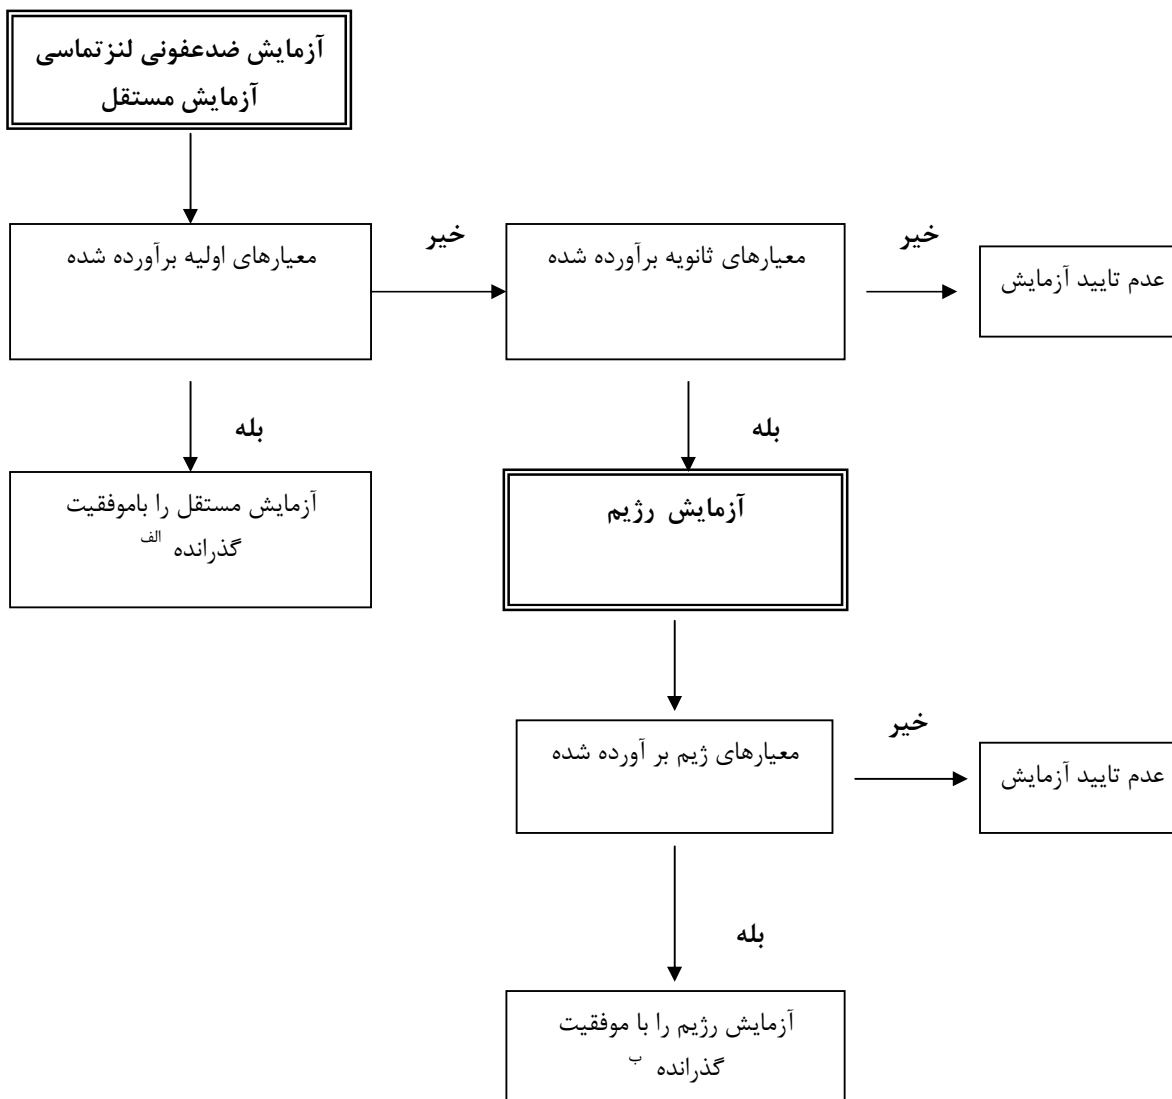 آزمایش ضدعفونی لنزتماسی
آزمایش مستقل
معیارهای اولیه برآورده شده
خیر
معیارهای ثانویه برآورده شده
خیر
عدم تایید آزمایش
بله
بله
آزمایش مستقل را باموفقیت
گذرانده الف
آزمایش رژیم
معیارهای ژیم بر آورده شده
خیر
عدم تایید آزمایش
بله
آزمایش رژیم را با موفقیت
گذرانده ب